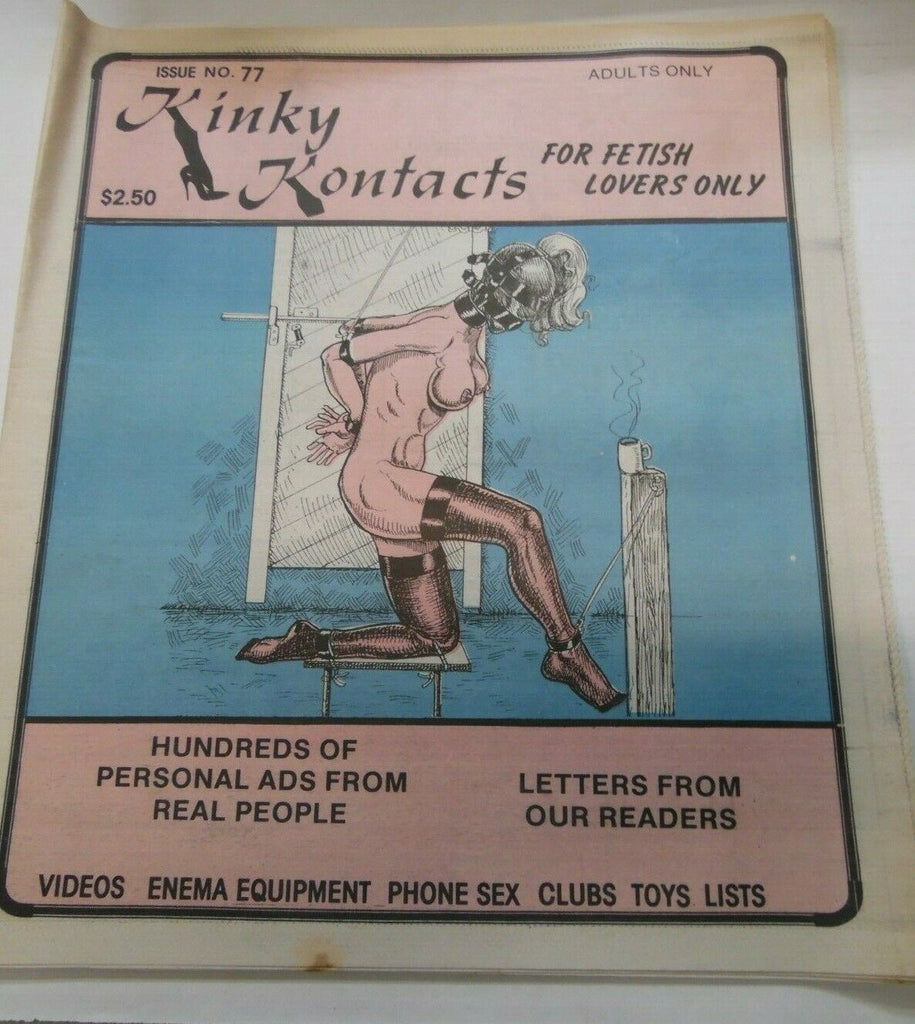 ISSUE NO. 77
ADULTS ONLY
Kinky
Kontacts
FOR FETISH
LOVERS ONLY
$2.50
HUNDREDS OF
PERSONAL ADS FROM
REAL PEOPLE
LETTERS FROM
OUR READERS
VIDEOS ENEMA EQUIPMENT PHONE SEX CLUBS TOYS LISTS